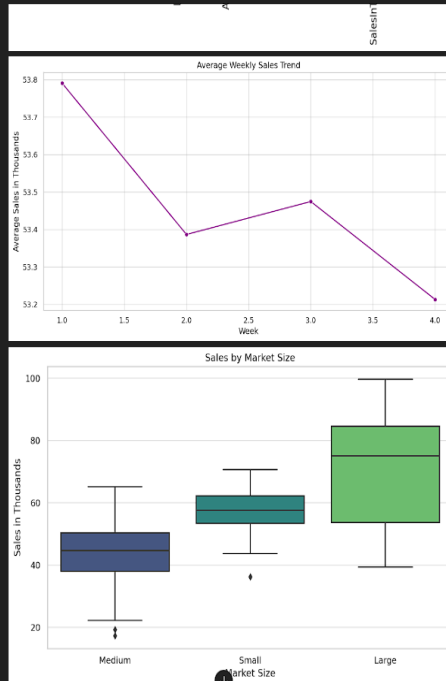 SalesInT
Average Weekly Sales Trend
Average Sales in Thousands
53.8
53.7
53.6
53.5
53.4
53.3
53.2
1.0 1.5 2.0 2.5 3.0 3.5 4.0
Week
Sales by Market Size
Sales in Thousands
100
80
60
40
20
Medium Small Large
Market Size